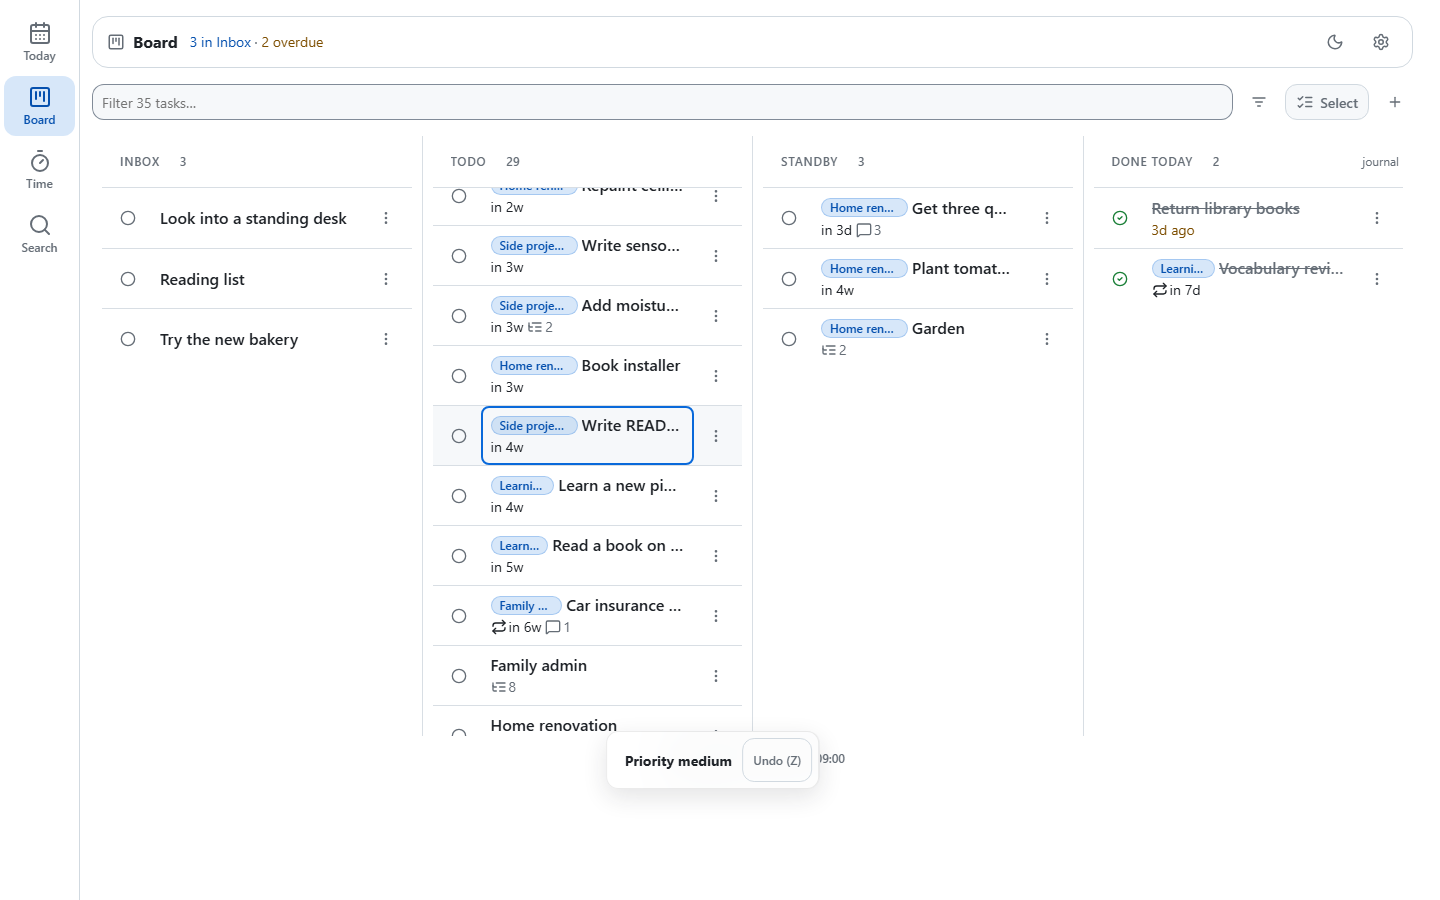 Today
Board
Time
Search
Board 3 in Inbox · 2 overdue
Filter 35 tasks...
Select
INBOX 3
Look into a standing desk
Reading list
Try the new bakery
TODO 29
Home ren...
in 2w
Side proje... Write senso...
in 3w
Side proje... Add moistu...
in 3w 2
Home ren... Book installer
in 3w
Side proje... Write READ...
in 4w
Learni... Learn a new pi...
in 4w
Learn... Read a book on ...
in 5w
Family ... Car insurance ...
in 6w 1
Family admin
8
Home renovation
STANDBY 3
Home ren... Get three q...
in 3d 3
Home ren... Plant tomat...
in 4w
Home ren... Garden
2
DONE TODAY 2 journal
Return library books
3d ago
Learni... Vocabulary revi...
in 7d
Priority medium Undo (Z)
09:00